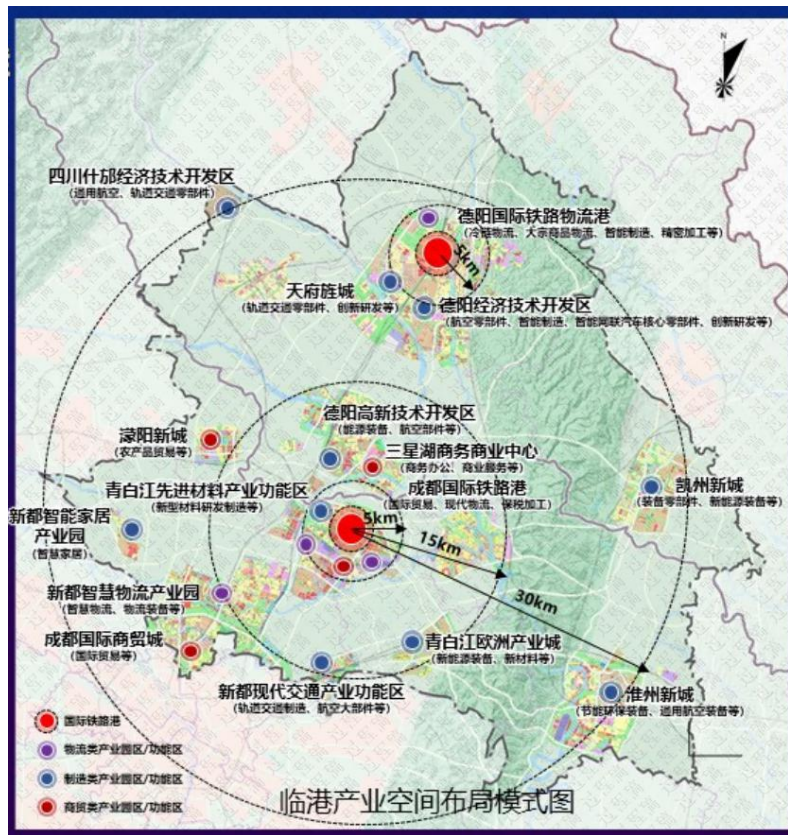 N
四川什邡经济技术开发区
(通用航空、轨道交通零部件)
德阳国际铁路物流港
(冷链物流、大宗商品物流、智能制造、精密加工等)
5km
天府旌城
(轨道交通零部件、创新研发等)
德阳经济技术开发区
(航空零部件、智能制造、智能网联汽车核心零部件、创新研发等)
德阳高新技术开发区
(能源装备、航空部件等)
濛阳新城
(农产品贸易等)
三星湖商务商业中心
(商务办公、商业服务等)
青白江先进材料产业功能区
(新型材料研发制造等)
成都国际铁路港
(国际贸易、现代物流、保税加工)
凯州新城
(装备零部件、新能源装备等)
新都智能家居
产业园
(智慧家居)
5km
15km
30km
新都智慧物流产业园
(智慧物流、物流装备等)
成都国际商贸城
(国际贸易等)
青白江欧洲产业城
(新能源装备、新材料等)
新都现代交通产业功能区
(轨道交通制造、航空大部件等)
淮州新城
(节能环保装备、通用航空装备等)
国际铁路港
物流类产业园区/功能区
制造类产业园区/功能区
商贸类产业园区/功能区
临港产业空间布局模式图